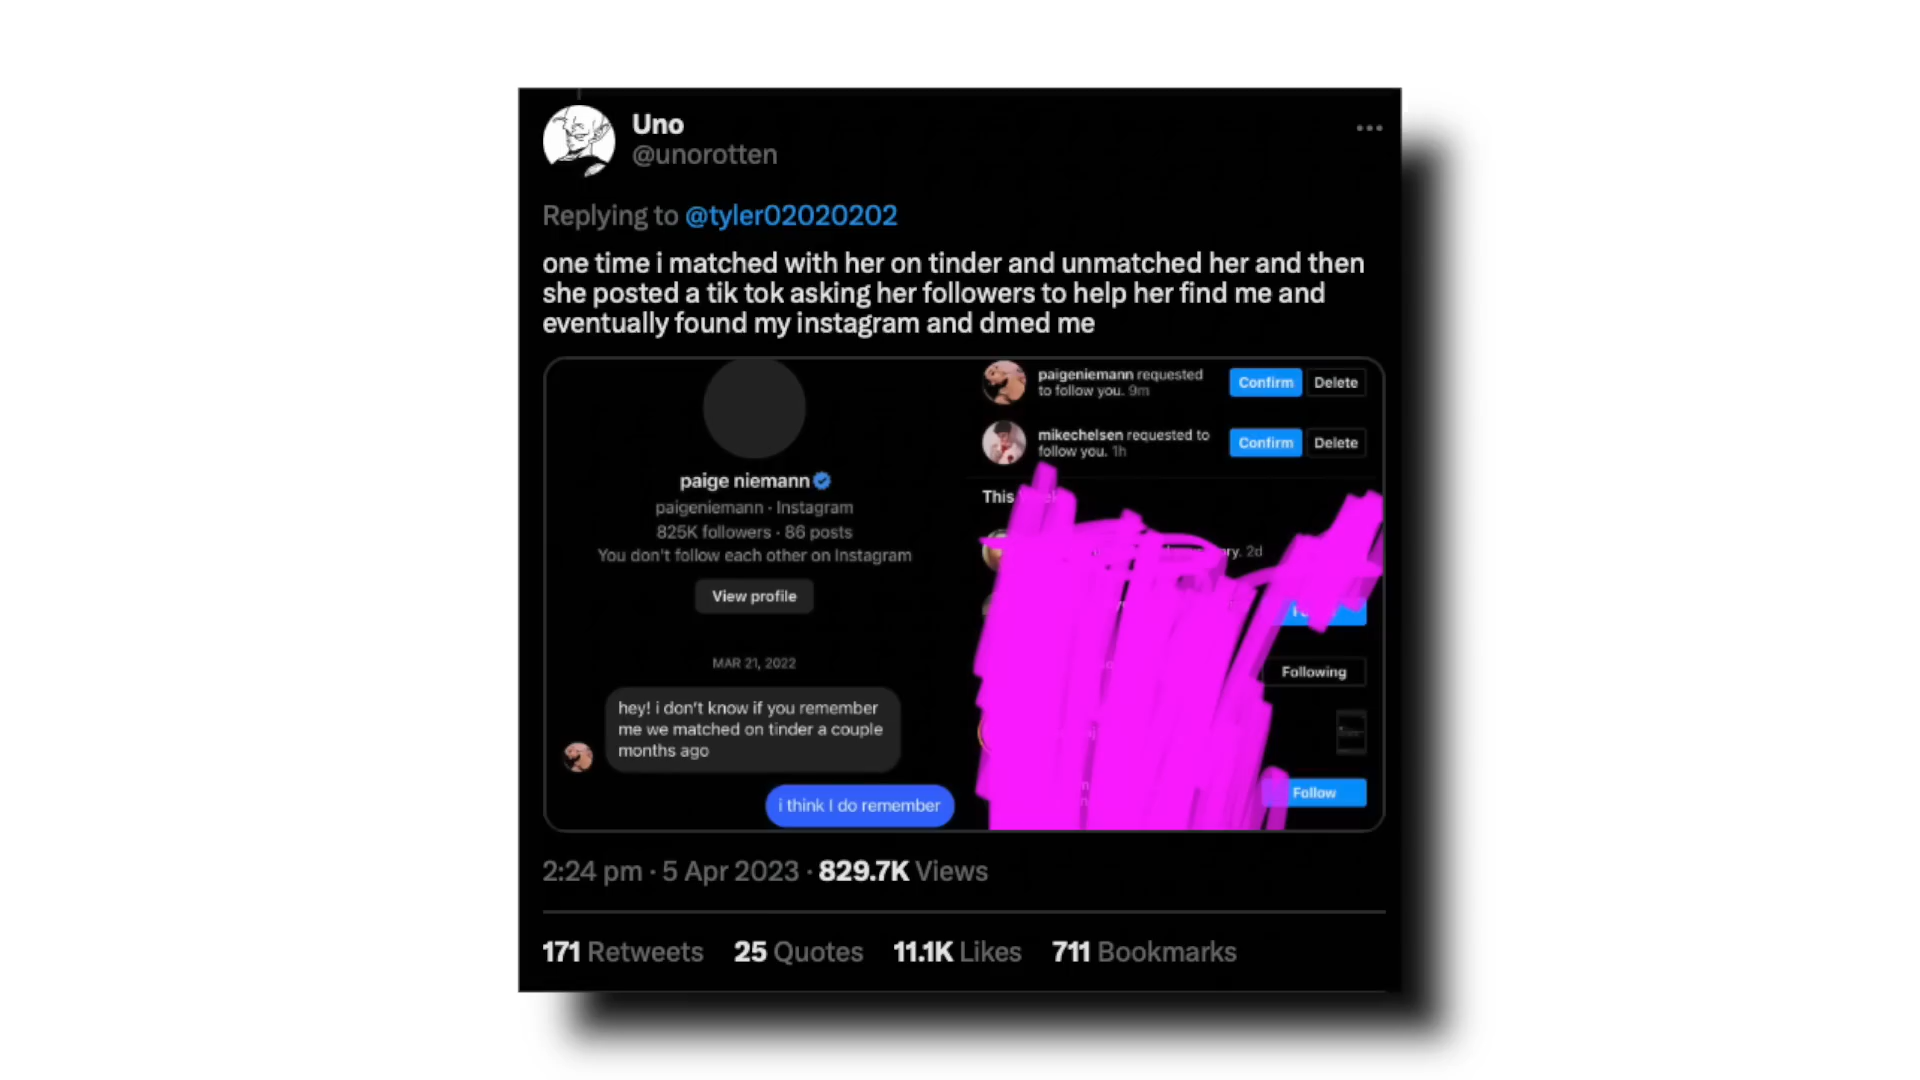 Uno
@unorotten
Replying to @tyler02020202
one time i matched with her on tinder and unmatched her and then
she posted a tik tok asking her followers to help her find me and
eventually found my instagram and dmed me
paige niemann
paigeniemann · Instagram
825K followers · 86 posts
You don't follow each other on Instagram
View profile
MAR 21, 2022
hey! i don't know if you remember
me we matched on tinder a couple
months ago
i think I do remember
paigeniemann requested
to follow you. 9m
Confirm
Delete
mikechelsen requested to
follow you. 1h
Confirm
Delete
This
2d
Following
Follow
2:24 pm · 5 Apr 2023 · 829.7K Views
171 Retweets 25 Quotes 11.1K Likes 711 Bookmarks